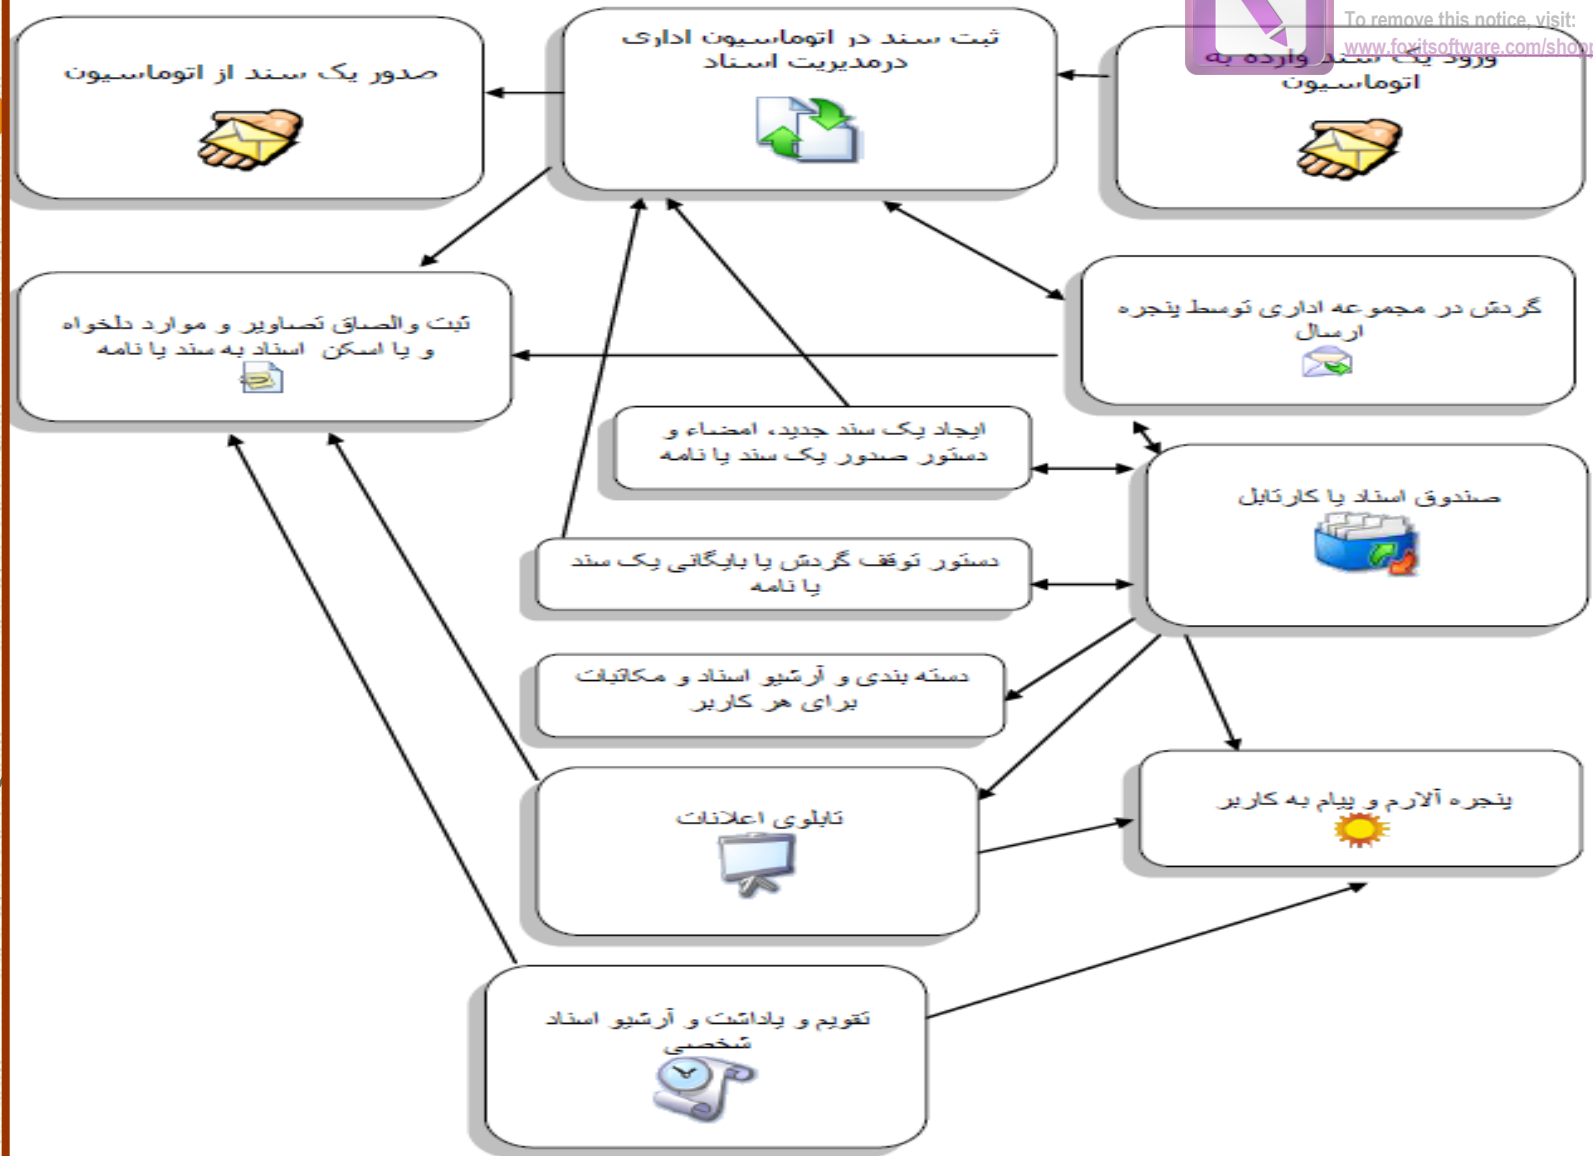 To remove this notice, visit:
www.foxitsoftware.com/shopp
ورود یک سند وارده به
اتوماسیون
ثبت سند در اتوماسیون اداری
درمدیریت اسناد
صدور یک سند از اتوماسیون
گردش در مجموعه اداری توسط پنجره
ارسال
ثبت والصاق تصاویر و موارد دلخواه
و یا اسکن اسناد به سند یا نامه
ایجاد یک سند جدید، امضاء و
دستور صدور یک سند یا نامه
صندوق اسناد یا کارتابل
دستور توقف گردش یا بایگانی یک سند
یا نامه
دسته بندی و آرشیو اسناد و مکاتبات
برای هر کاربر
پنجره آلارم و پیام به کاربر
تابلوی اعلانات
تقویم و یاداشت و آرشیو اسناد
شخصی